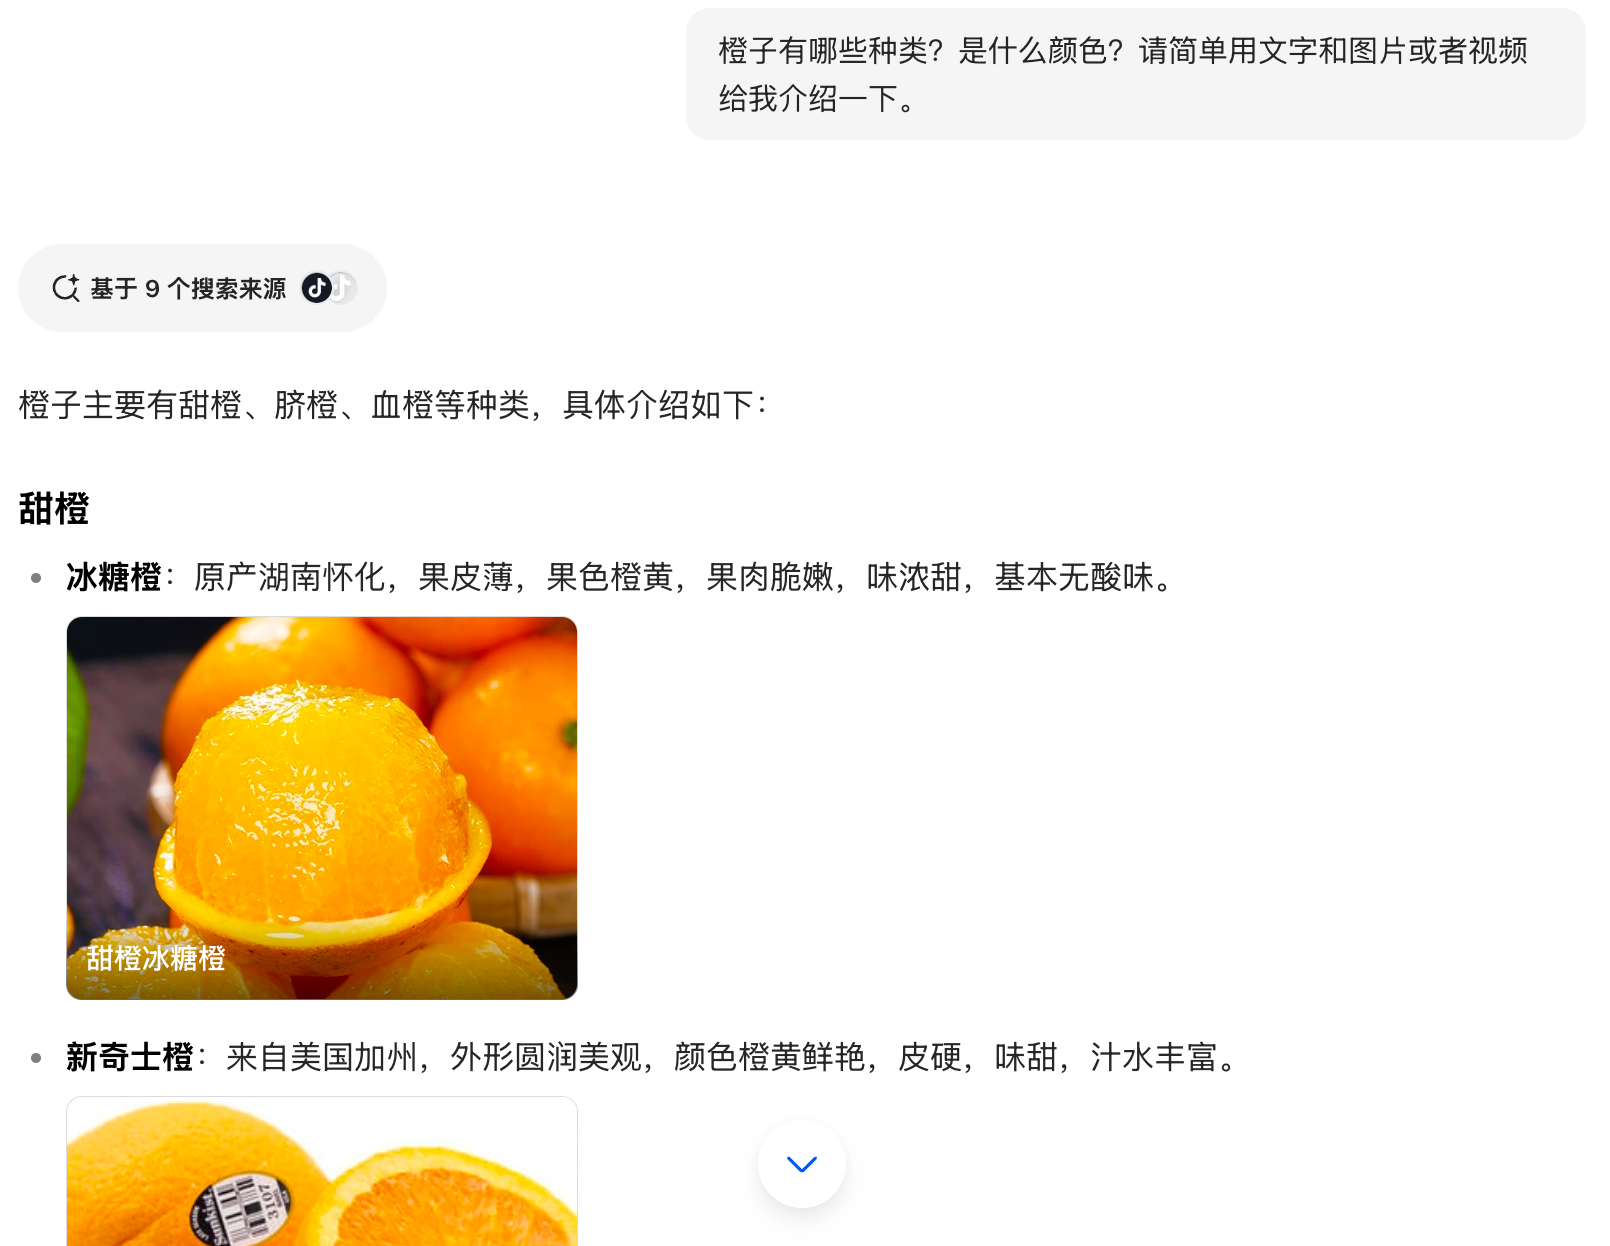 橙子有哪些种类？是什么颜色？请简单用文字和图片或者视频
给我介绍一下。
基于 9 个搜索来源
橙子主要有甜橙、脐橙、血橙等种类，具体介绍如下：
甜橙
冰糖橙：原产湖南怀化，果皮薄，果色橙黄，果肉脆嫩，味浓甜，基本无酸味。
甜橙冰糖橙
新奇士橙：来自美国加州，外形圆润美观，颜色橙黄鲜艳，皮硬，味甜，汁水丰富。
Sunkist
3107